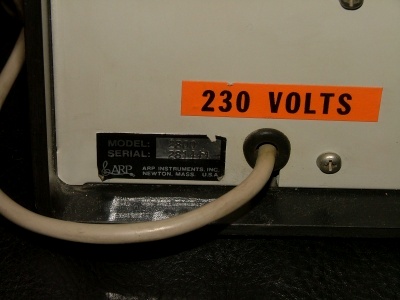 230 VOLTS
MODEL:
SERIAL:
ARP
ARP INSTRUMENTS, INC.
NEWTON, MASS. U.S.A.